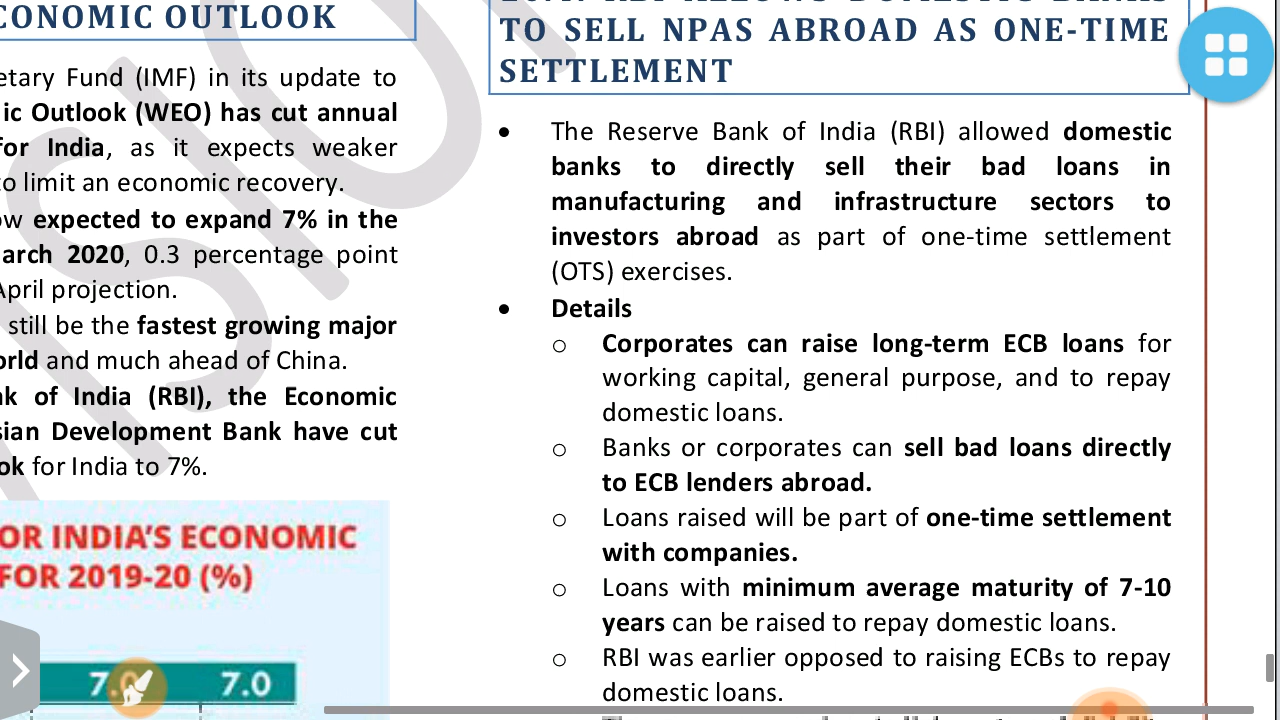 CONOMIC OUTLOOK
etary Fund (IMF) in its update to
ic Outlook (WEO) has cut annual
for India, as it expects weaker
to limit an economic recovery.
ow expected to expand 7% in the
arch 2020, 0.3 percentage point
April projection.
still be the fastest growing major
orld and much ahead of China.
nk of India (RBI), the Economic
sian Development Bank have cut
ok for India to 7%.
OR INDIA'S ECONOMIC
FOR 2019-20 (%)
7.0
TO SELL NPAS ABROAD AS ONE-TIME
SETTLEMENT
• The Reserve Bank of India (RBI) allowed domestic
banks to directly sell their bad loans in
manufacturing and infrastructure sectors to
investors abroad as part of one-time settlement
(OTS) exercises.
• Details
o Corporates can raise long-term ECB loans for
working capital, general purpose, and to repay
domestic loans.
o Banks or corporates can sell bad loans directly
to ECB lenders abroad.
o Loans raised will be part of one-time settlement
with companies.
o Loans with minimum average maturity of 7-10
years can be raised to repay domestic loans.
o RBI was earlier opposed to raising ECBs to repay
domestic loans.